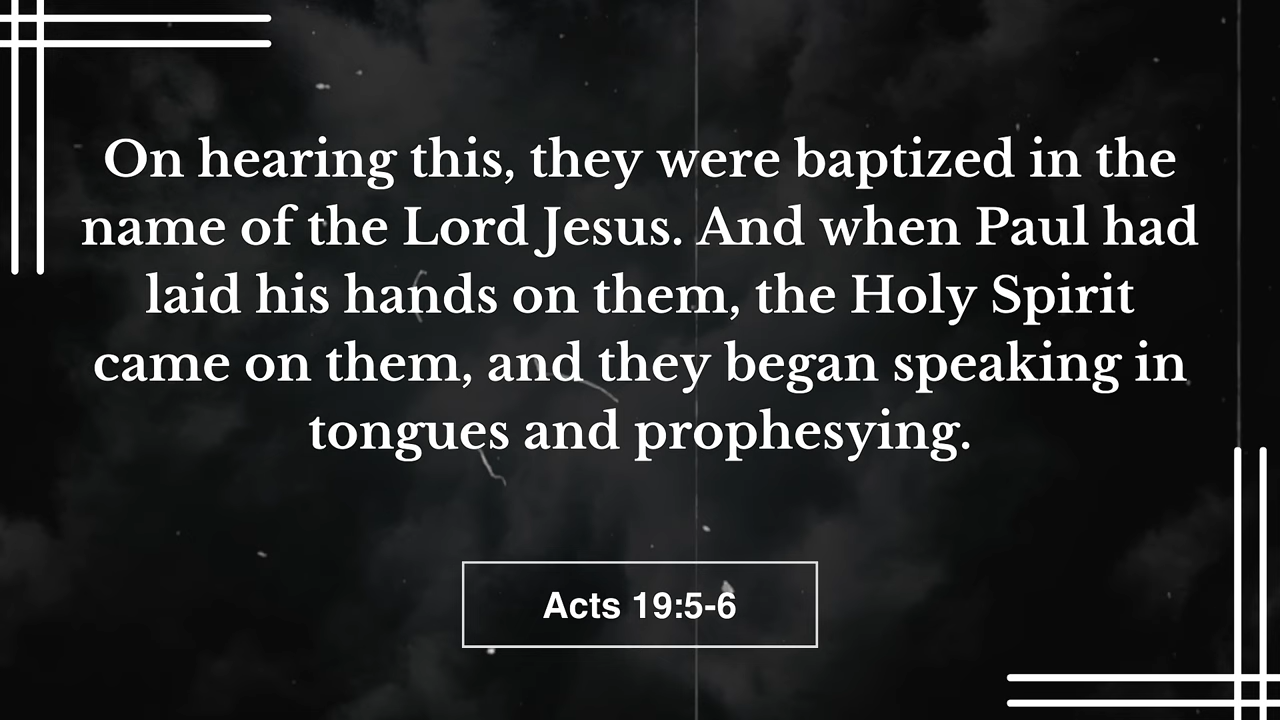 On hearing this, they were baptized in the
name of the Lord Jesus. And when Paul had
laid his hands on them, the Holy Spirit
came on them, and they began speaking in
tongues and prophesying.
Acts 19:5-6